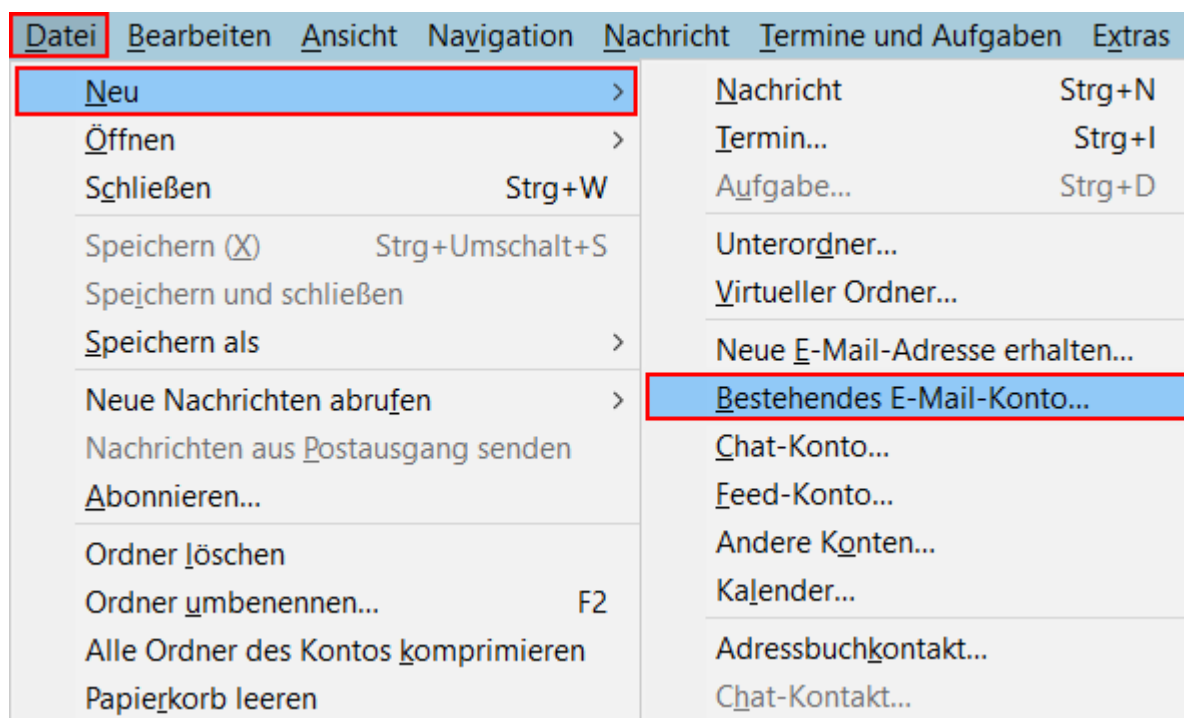 Datei Bearbeiten Ansicht Navigation Nachricht Termine und Aufgaben Extras
Neu >
Öffnen >
Schließen Strg+W
Speichern (X) Strg+Umschalt+S
Speichern und schließen
Speichern als >
Neue Nachrichten abrufen >
Nachrichten aus Postausgang senden
Abonnieren...
Ordner löschen
Ordner umbenennen... F2
Alle Ordner des Kontos komprimieren
Papierkorb leeren
Nachricht Strg+N
Termin... Strg+I
Aufgabe... Strg+D
Unterordner...
Virtueller Ordner...
Neue E-Mail-Adresse erhalten...
Bestehendes E-Mail-Konto...
Chat-Konto...
Feed-Konto...
Andere Konten...
Kalender...
Adressbuchkontakt...
Chat-Kontakt...